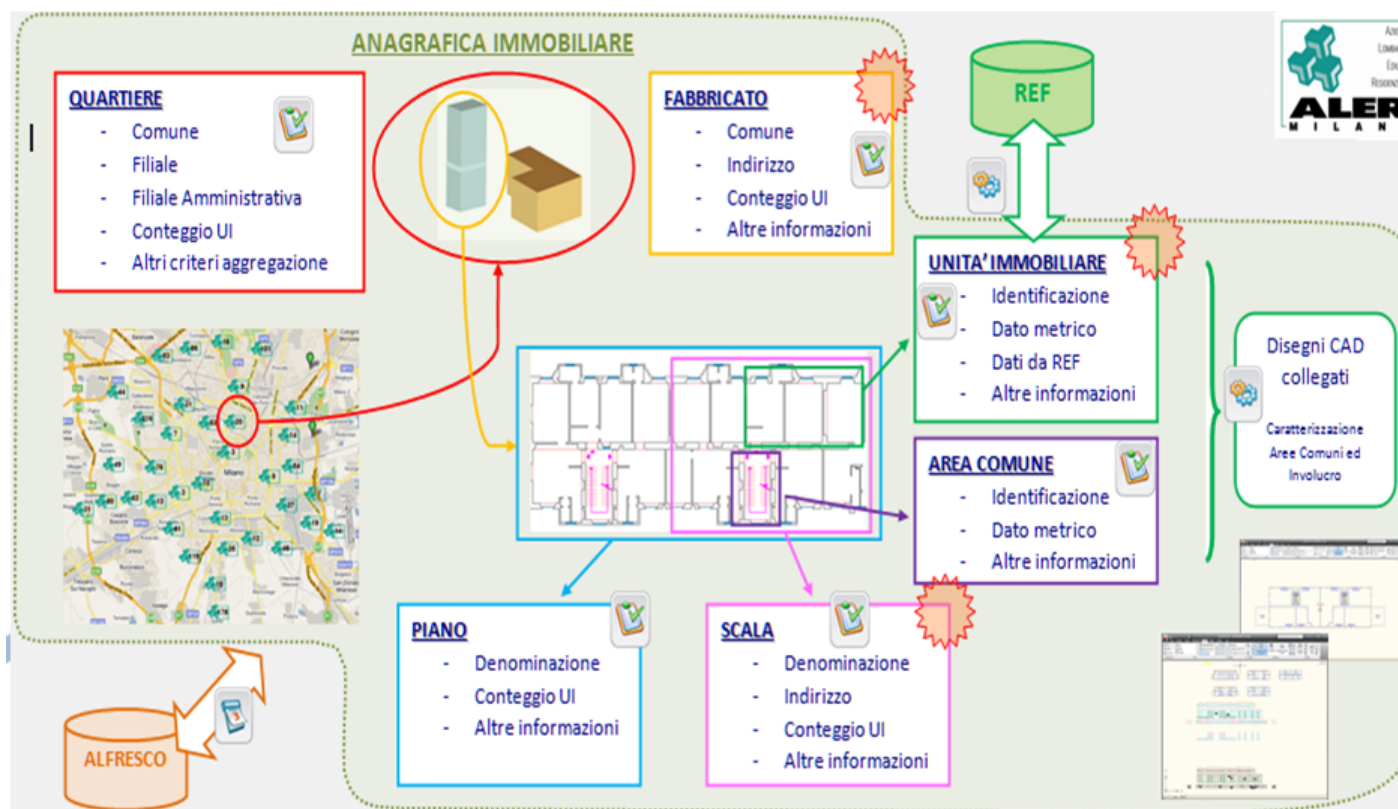 ANAGRAFICA IMMOBILIARE
QUARTIERE
- Comune
- Filiale
- Filiale Amministrativa
- Conteggio UI
- Altri criteri aggregazione
FABBRICATO
- Comune
- Indirizzo
- Conteggio UI
- Altre informazioni
REF
ALER
MILAN
UNITA' IMMOBILIARE
- Identificazione
- Dato metrico
- Dati da REF
- Altre informazioni
Disegni CAD
collegati
Caratterizzazione
Aree Comuni ed
Involucro
AREA COMUNE
- Identificazione
- Dato metrico
- Altre informazioni
Milano
PIANO
- Denominazione
- Conteggio UI
- Altre informazioni
SCALA
- Denominazione
- Indirizzo
- Conteggio UI
- Altre informazioni
ALFRESCO